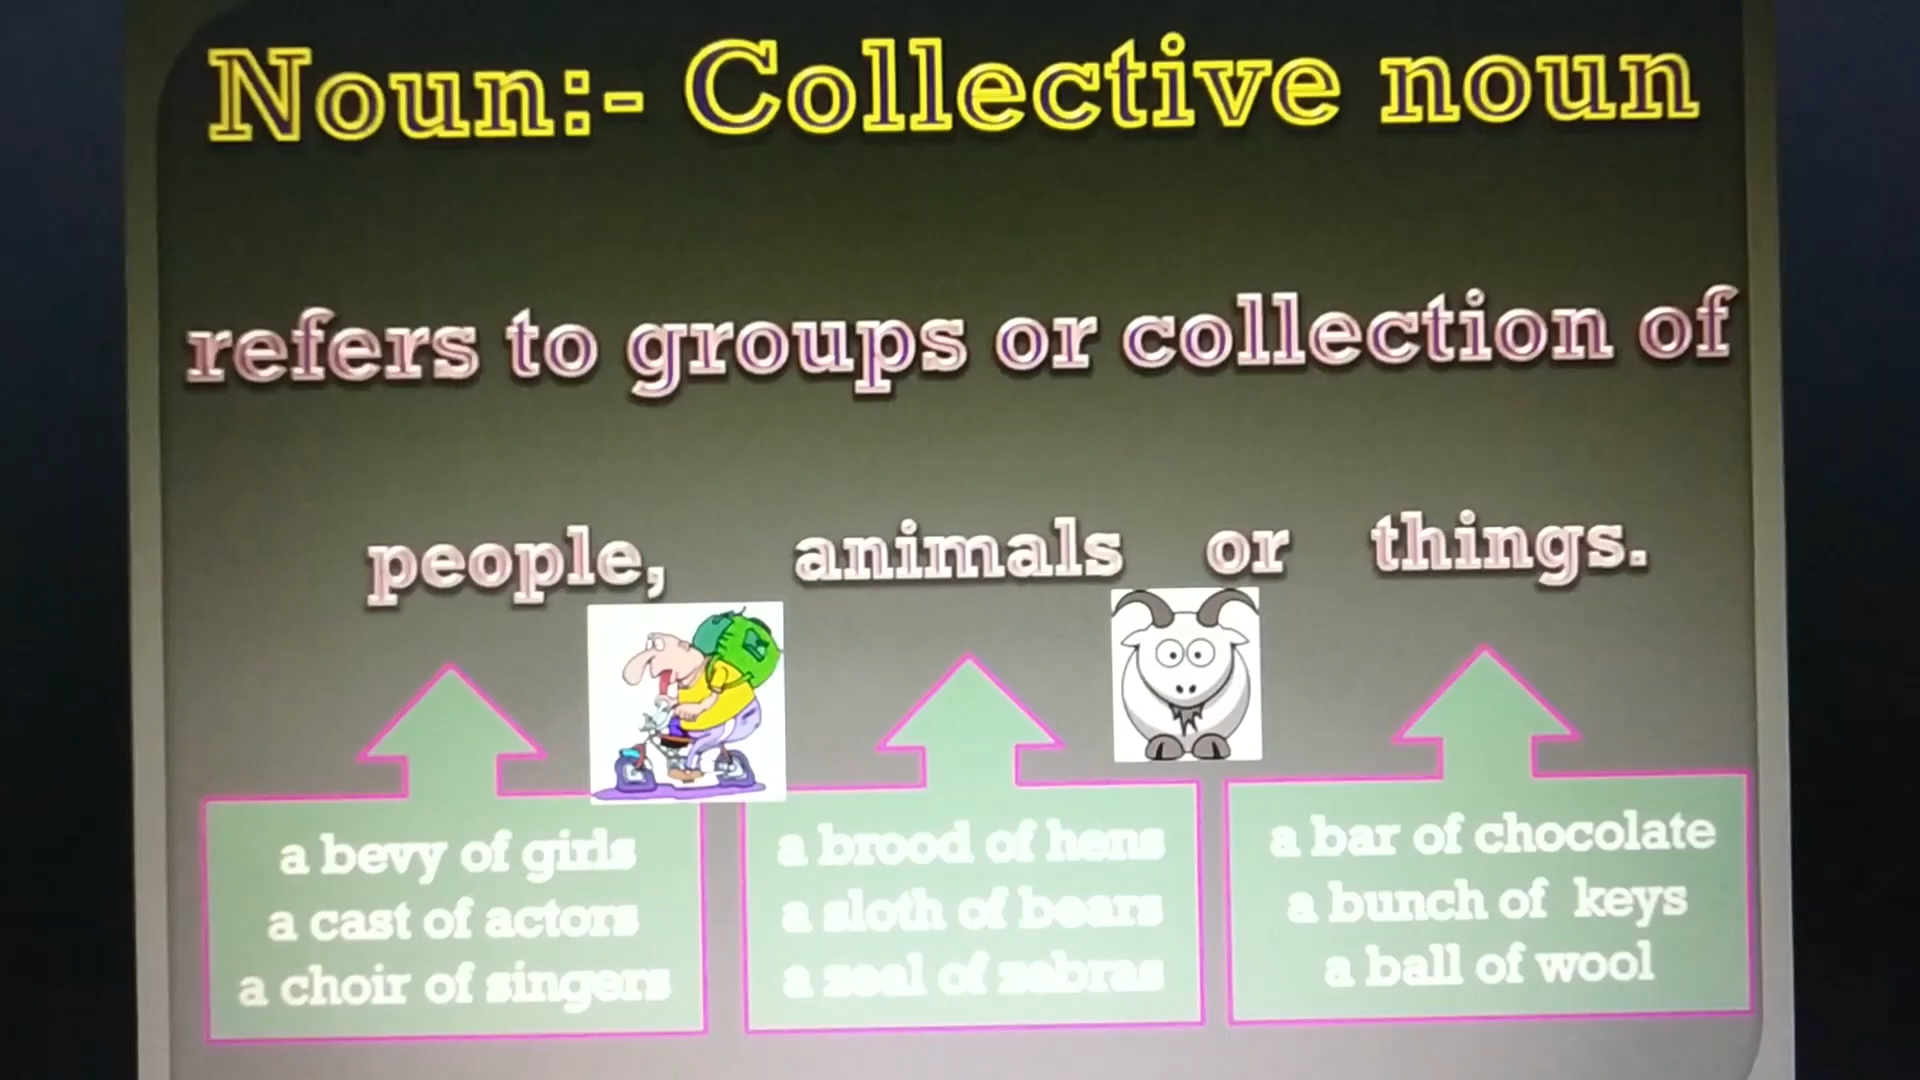 Noun:- Collective noun
refers to groups or collection of
people, animals or things.
a bevy of girls
a cast of actors
a choir of singers
a brood of hens
a sloth of bears
a zeal of zebras
a bar of chocolate
a bunch of keys
a ball of wool